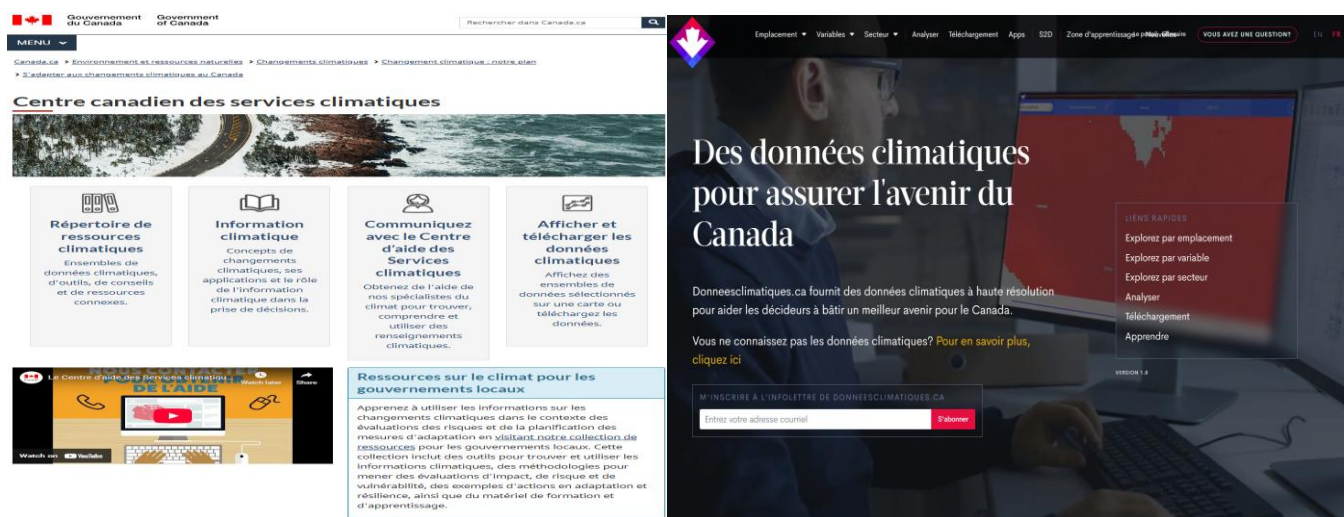 Gouvernement du Canada
Government of Canada
Rechercher dans Canada.ca
MENU
Canada.ca > Environnement et ressources naturelles > Changements climatiques > Changement climatique : notre plan
> S'adapter aux changements climatiques au Canada
Centre canadien des services climatiques
Répertoire de
ressources
climatiques
Ensembles de
données climatiques,
d'outils, de conseils
et de ressources
connexes.
Information
climatique
Concepts de
changements
climatiques, ses
applications et le rôle
de l'information
climatique dans la
prise de décisions.
Communiquez
avec le Centre
d'aide des
Services
climatiques
Obtenez de l'aide de
nos spécialistes du
climat pour trouver,
comprendre et
utiliser des
renseignements
climatiques.
Afficher et
télécharger les
données
climatiques
Affichez des
ensembles de
données sélectionnés
sur une carte ou
téléchargez les
données.
Le Centre d'aide des Services climatiqu...
Watch later
Share
NOUS CONTACTER
DE L'AIDE
Watch on YouTube
Ressources sur le climat pour les
gouvernements locaux
Apprenez à utiliser les informations sur les
changements climatiques dans le contexte des
évaluations des risques et de la planification des
mesures d'adaptation en visitant notre collection de
ressources pour les gouvernements locaux. Cette
collection inclut des outils pour trouver et utiliser les
informations climatiques, des méthodologies pour
mener des évaluations d'impact, de risque et de
vulnérabilité, des exemples d'actions en adaptation et
résilience, ainsi que du matériel de formation et
d'apprentissage.
Emplacement Variables Secteur Analyser Téléchargement Apps S2D Zone d'apprentissage VOUS AVEZ UNE QUESTION? EN FR
Des données climatiques
pour assurer l'avenir du
Canada
Donneesclimatiques.ca fournit des données climatiques à haute résolution
pour aider les décideurs à bâtir un meilleur avenir pour le Canada.
Vous ne connaissez pas les données climatiques? Pour en savoir plus,
cliquez ici
M'INSCRIRE À L'INFOLETTRE DE DONNEESCLIMATIQUES.CA
Entrez votre adresse courriel
S'abonner
LIENS RAPIDES
Explorez par emplacement
Explorez par variable
Explorez par secteur
Analyser
Téléchargement
Apprendre
VERSION 1.8